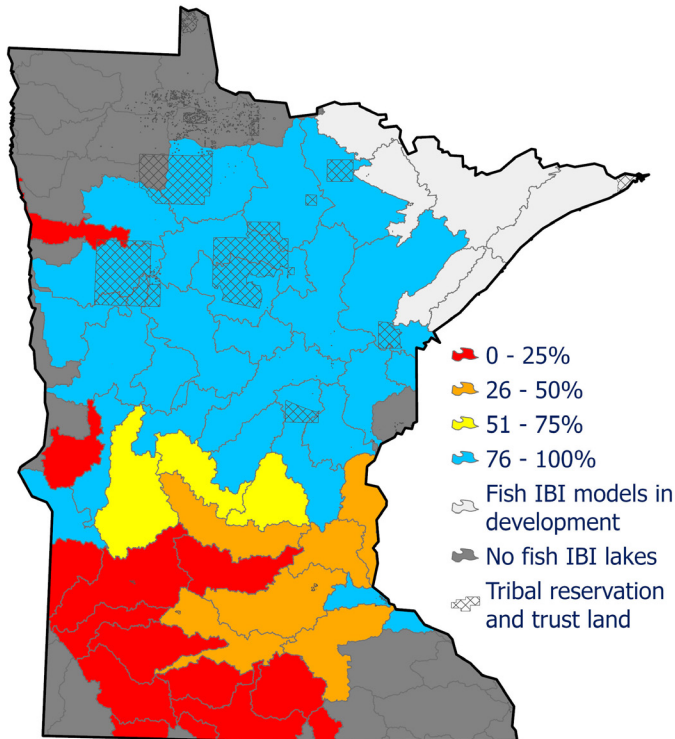 0 - 25%
26 - 50%
51 - 75%
76 - 100%
Fish IBI models in
development
No fish IBI lakes
Tribal reservation
and trust land